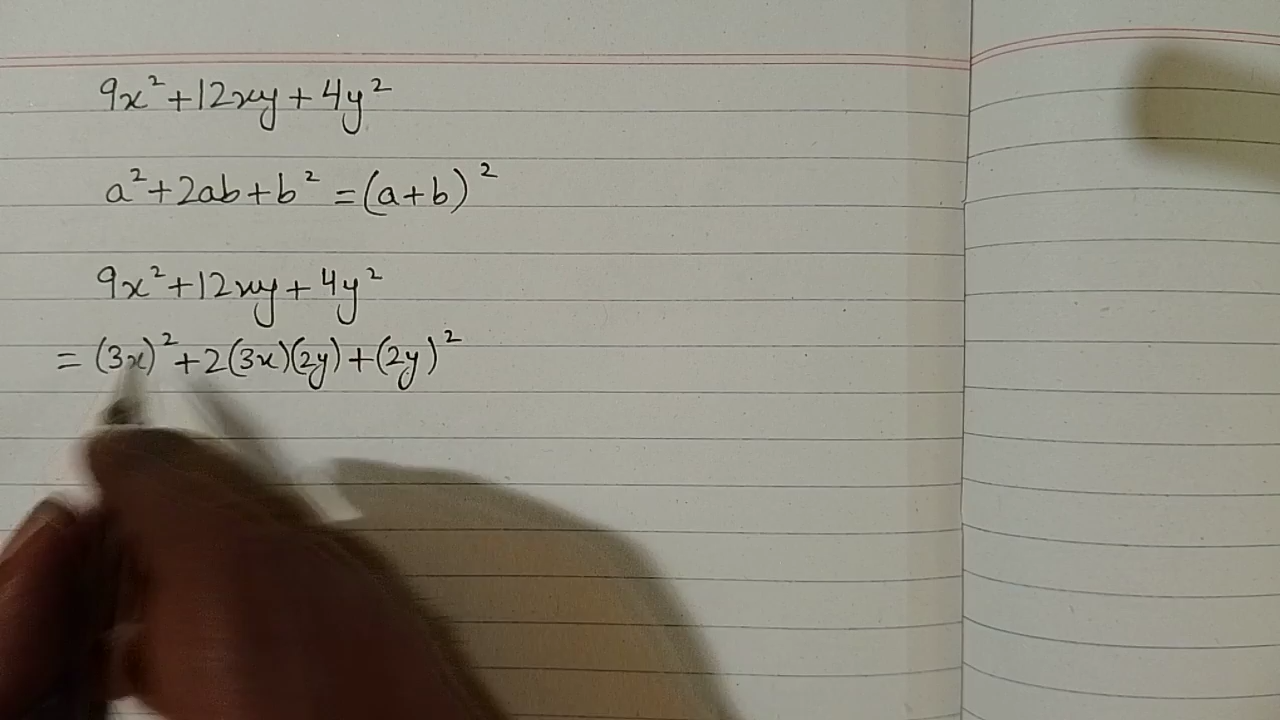 9x²+12xy+4y²
a²+2ab+b²=(a+b)²
9x²+12xy+4y²
=(3x)²+2(3x)(2y)+(2y)²